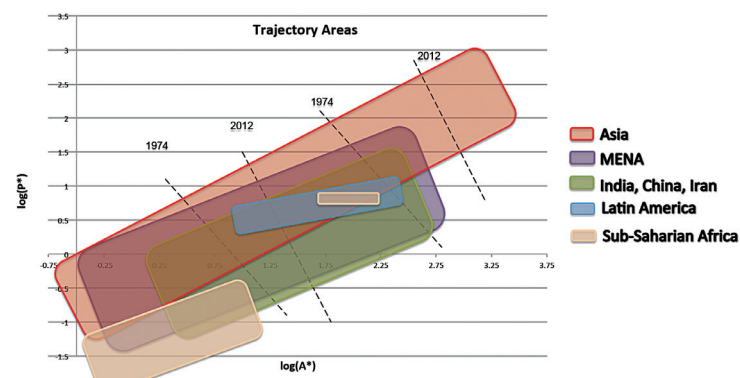 Trajectory Areas
3.5
3
2.5
2
1.5
1
0.5
0
-0.5
-1
-1.5
-0.75 0.25 0.75 1.25 1.75 2.25 2.75 3.25 3.75
1974
2012
1974
2012
log(P*)
log(A*)
Asia
MENA
India, China, Iran
Latin America
Sub-Saharian Africa